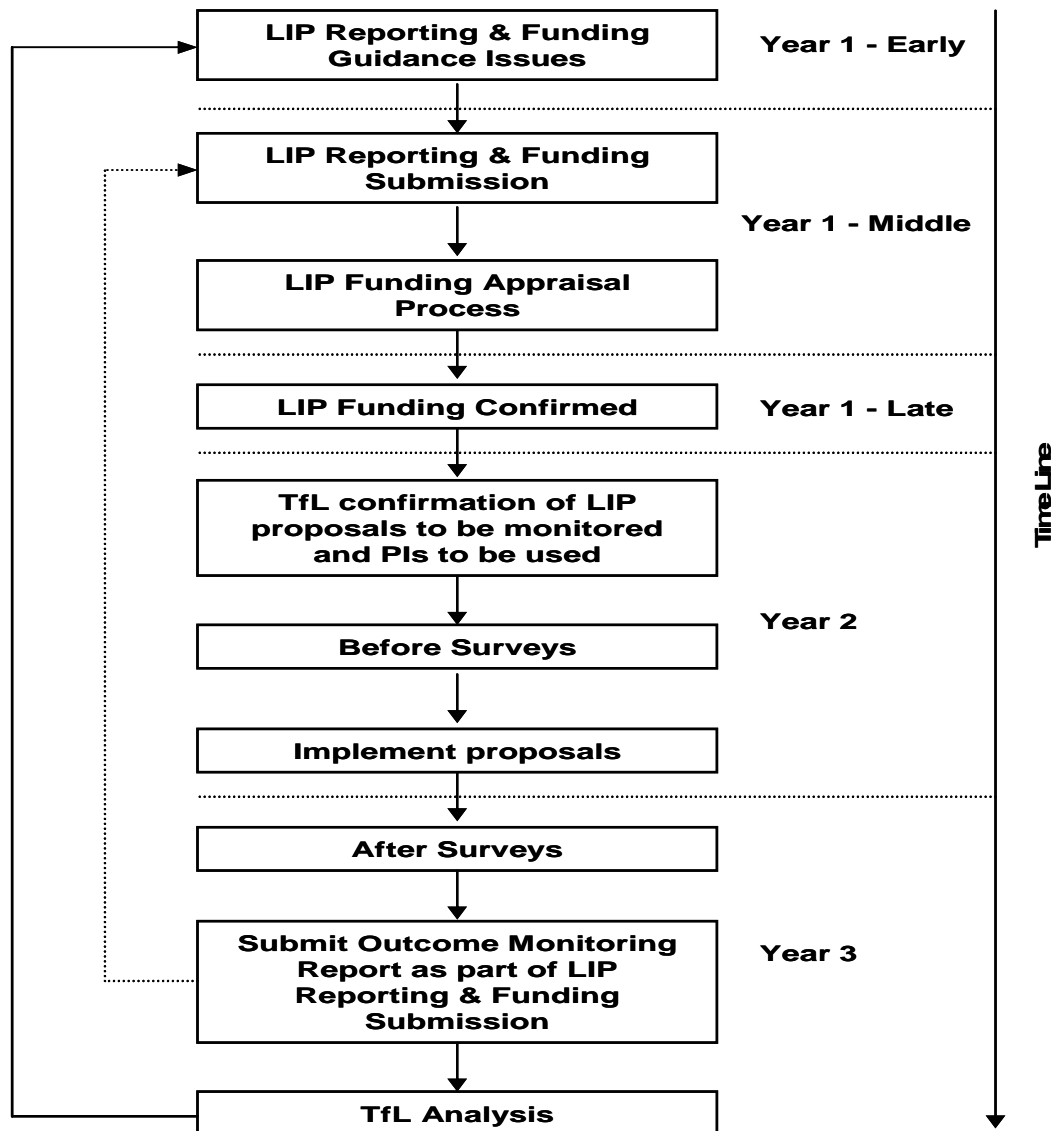 LIP Reporting & Funding
Guidance Issues
Year 1 - Early
LIP Reporting & Funding
Submission
Year 1 - Middle
LIP Funding Appraisal
Process
LIP Funding Confirmed
Year 1 - Late
TfL confirmation of LIP
proposals to be monitored
and PIs to be used
Year 2
Before Surveys
Implement proposals
After Surveys
Submit Outcome Monitoring
Report as part of LIP
Reporting & Funding
Submission
Year 3
TfL Analysis
Time Line